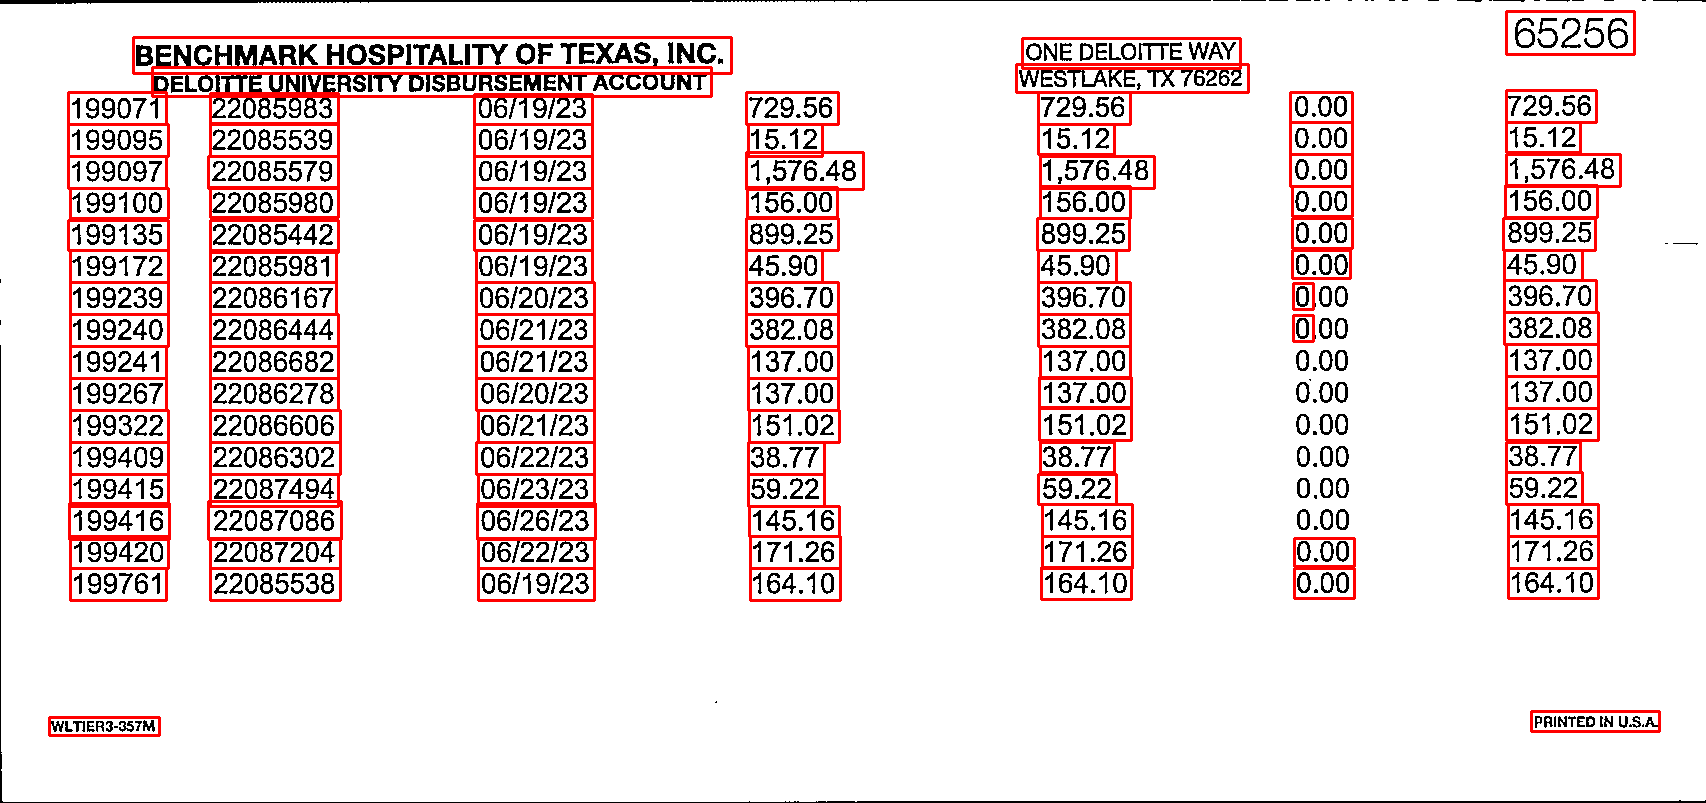 65256
BENCHMARK HOSPITALITY OF TEXAS, INC. ONE DELOITTE WAY
DELOITTE UNIVERSITY DISBURSEMENT ACCOUNT WESTLAKE, TX 76262
199071 22085983 06/19/23 729.56 729.56 0.00 729.56
199095 22085539 06/19/23 15.12 15.12 0.00 15.12
199097 22085579 06/19/23 1,576.48 1,576.48 0.00 1,576.48
199100 22085980 06/19/23 156.00 156.00 0.00 156.00
199135 22085442 06/19/23 899.25 899.25 0.00 899.25
199172 22085981 06/19/23 45.90 45.90 0.00 45.90
199239 22086167 06/20/23 396.70 396.70 0.00 396.70
199240 22086444 06/21/23 382.08 382.08 0.00 382.08
199241 22086682 06/21/23 137.00 137.00 0.00 137.00
199267 22086278 06/20/23 137.00 137.00 0.00 137.00
199322 22086606 06/21/23 151.02 151.02 0.00 151.02
199409 22086302 06/22/23 38.77 38.77 0.00 38.77
199415 22087494 06/23/23 59.22 59.22 0.00 59.22
199416 22087086 06/26/23 145.16 145.16 0.00 145.16
199420 22087204 06/22/23 171.26 171.26 0.00 171.26
199761 22085538 06/19/23 164.10 164.10 0.00 164.10
WLTIER3-357M PRINTED IN U.S.A.